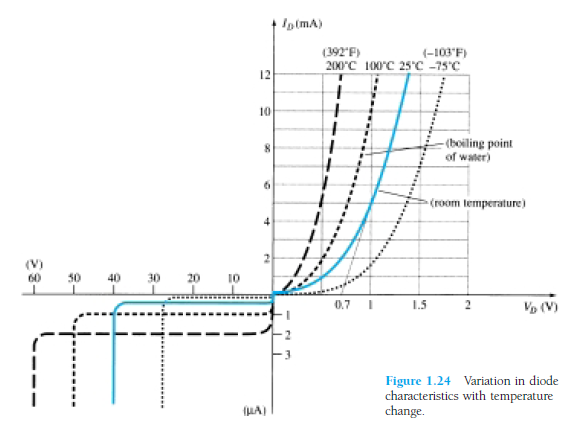 I_D (mA)
(392°F) (–103°F)
200°C 100°C 25°C –75°C
12
10
8
(boiling point
of water)
6
(room temperature)
4
2
(V)
60 50 40 30 20 10
0.7 1 1.5 2 V_D (V)
1
2
3
(µA)
Figure 1.24 Variation in diode
characteristics with temperature
change.